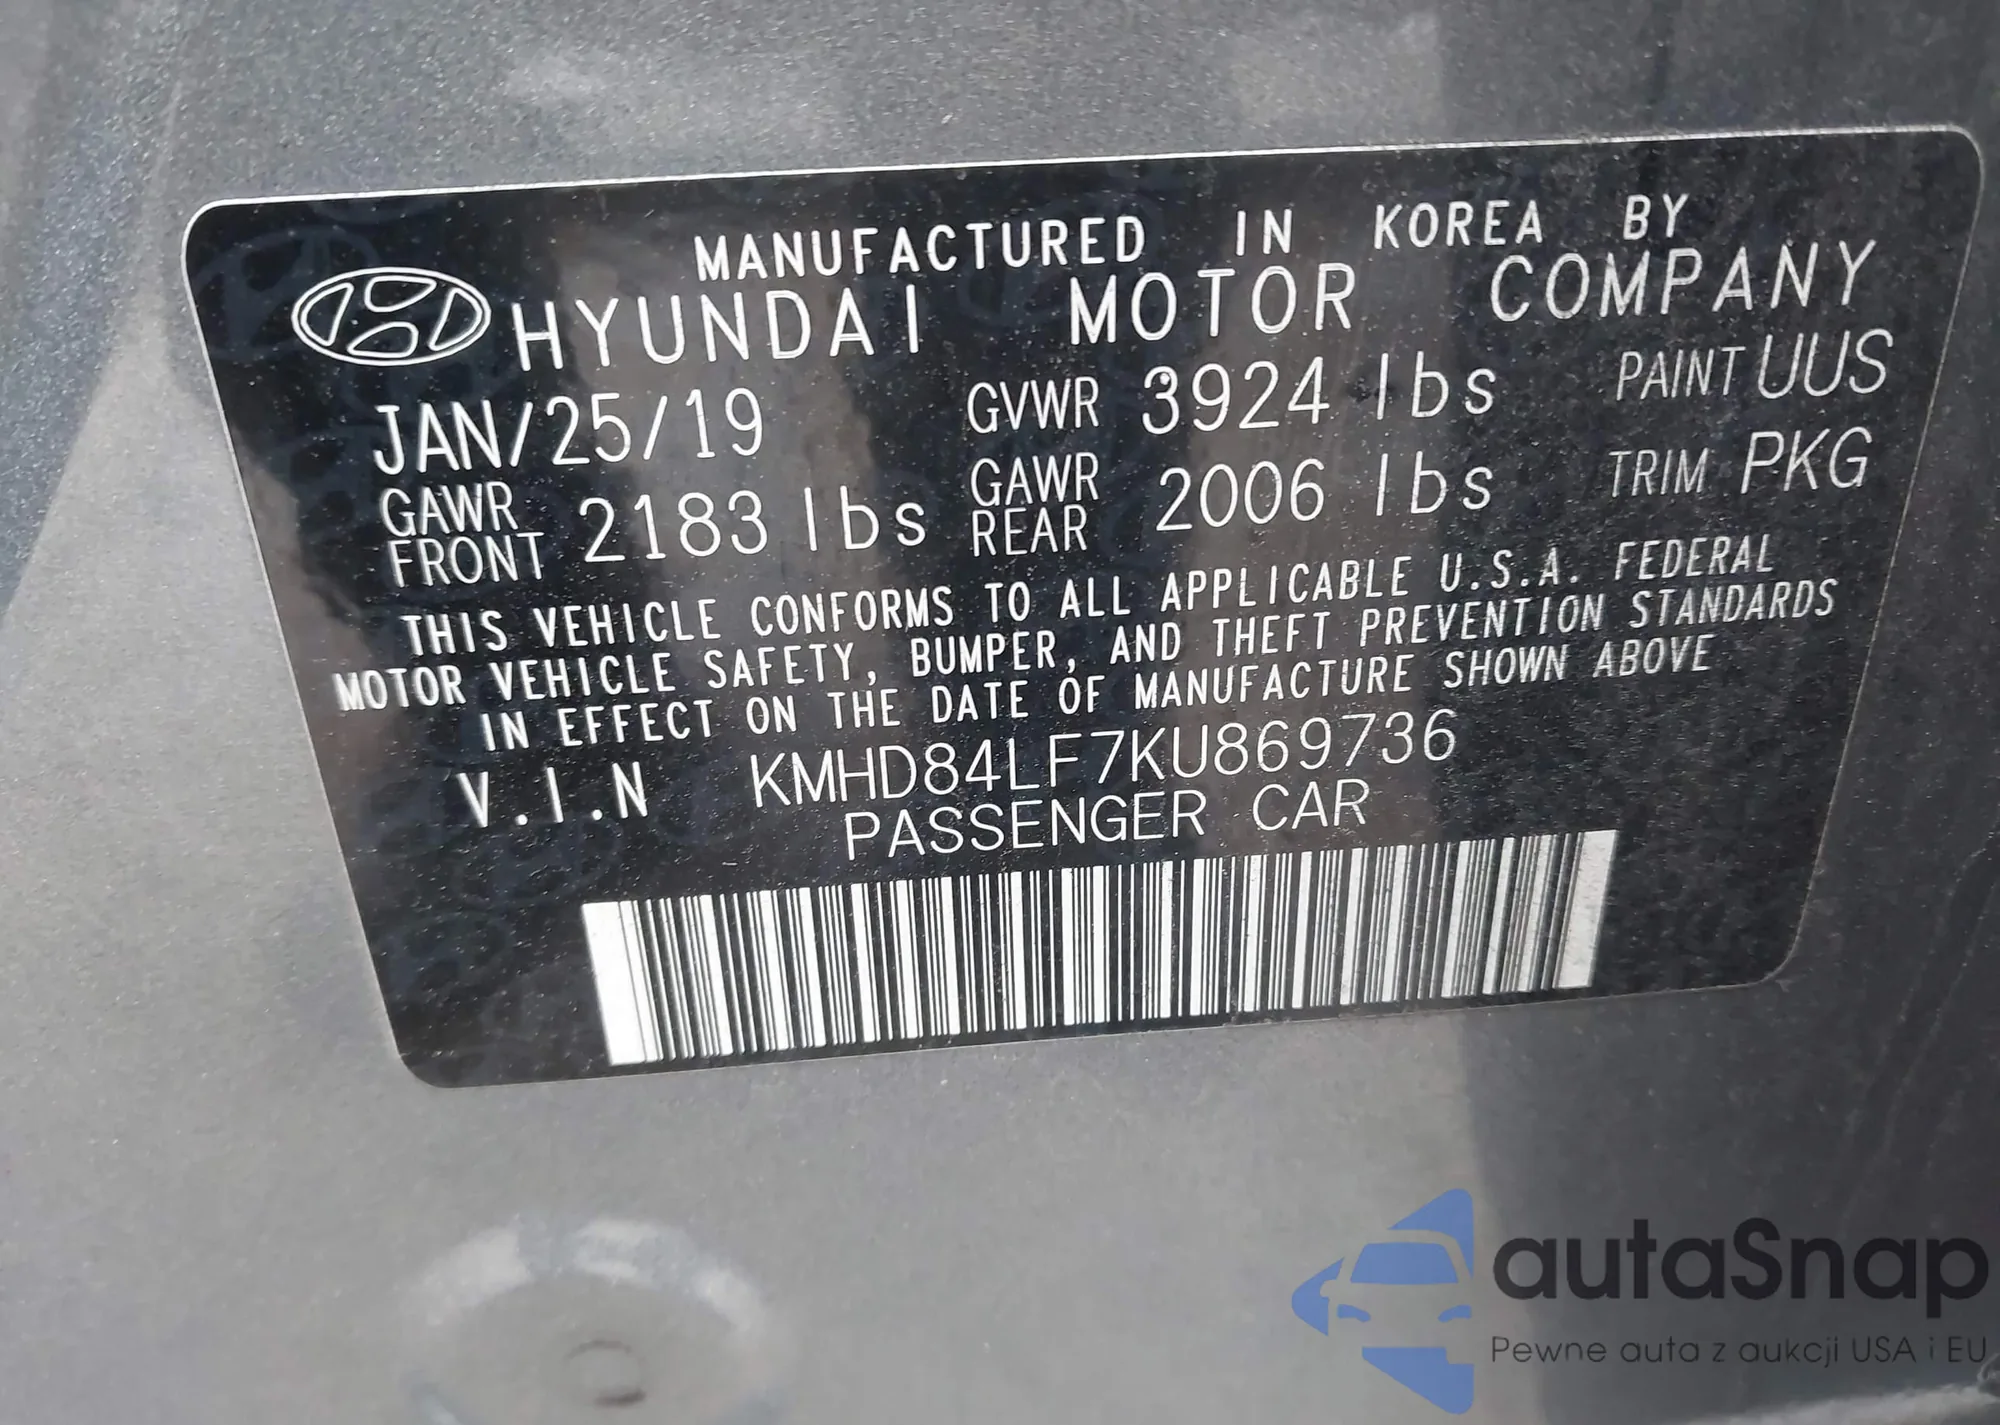 MANUFACTURED IN KOREA BY
HYUNDAI MOTOR COMPANY
JAN/25/19 GVWR 3924 lbs PAINT UUS
GAWR FRONT 2183 lbs GAWR REAR 2006 lbs TRIM PKG
THIS VEHICLE CONFORMS TO ALL APPLICABLE U.S.A. FEDERAL
MOTOR VEHICLE SAFETY, BUMPER, AND THEFT PREVENTION STANDARDS
IN EFFECT ON THE DATE OF MANUFACTURE SHOWN ABOVE
V.I.N KMHD84LF7KU869736
PASSENGER CAR
autaSnap
Pewne auta z aukcji USA i EU